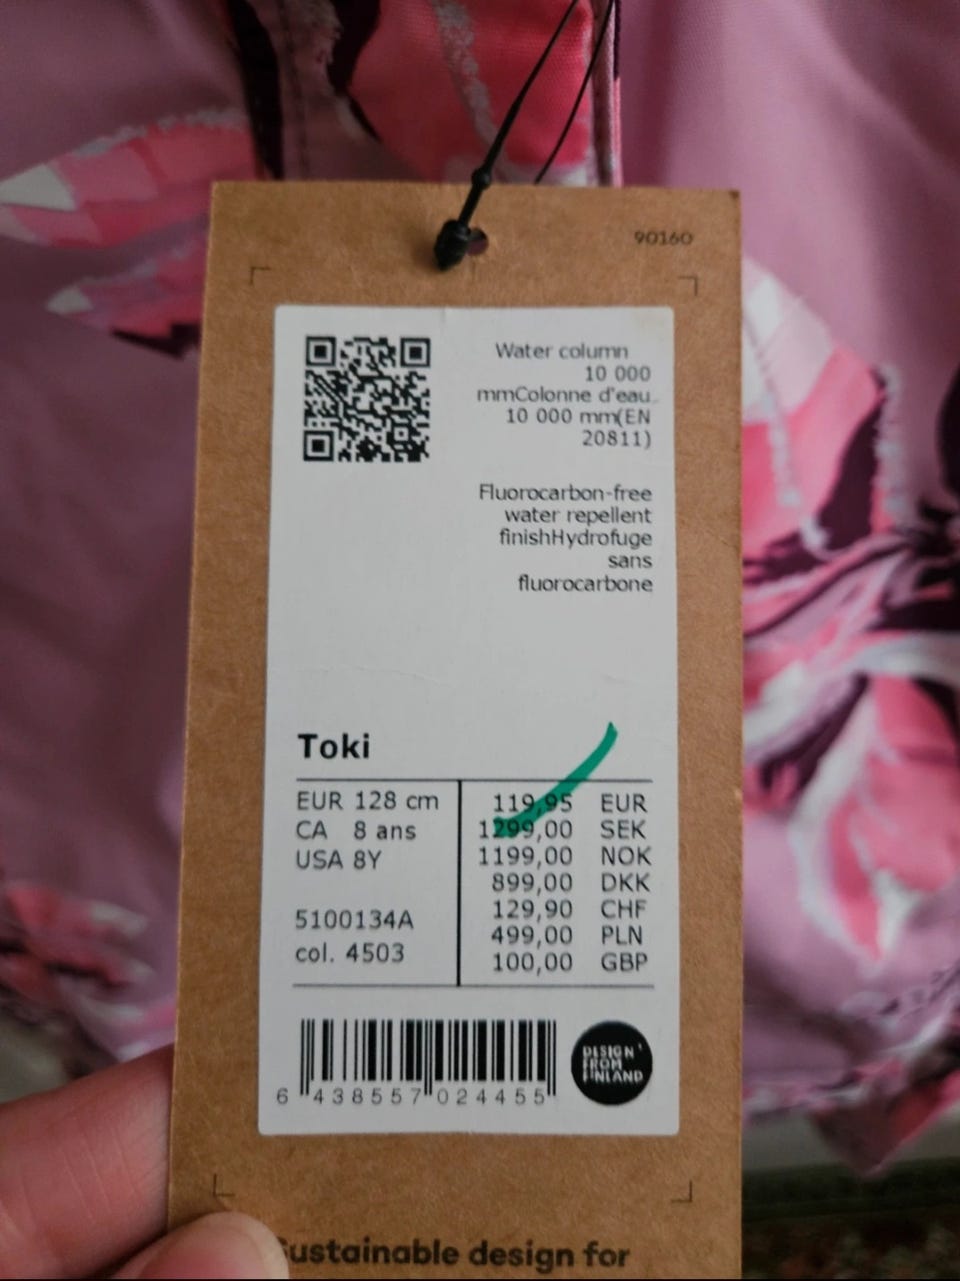 90160
Water column
10 000
mmColonne d'eau
10 000 mm(EN
20811)
Fluorocarbon-free
water repellent
finishHydrofuge
sans
fluorocarbone
Toki
EUR 128 cm
CA 8 ans
USA 8Y
5100134A
col. 4503
119,95 EUR
1299,00 SEK
1199,00 NOK
899,00 DKK
129,90 CHF
499,00 PLN
100,00 GBP
6 438557 024455
DESIGN
FROM
FINLAND
Sustainable design for